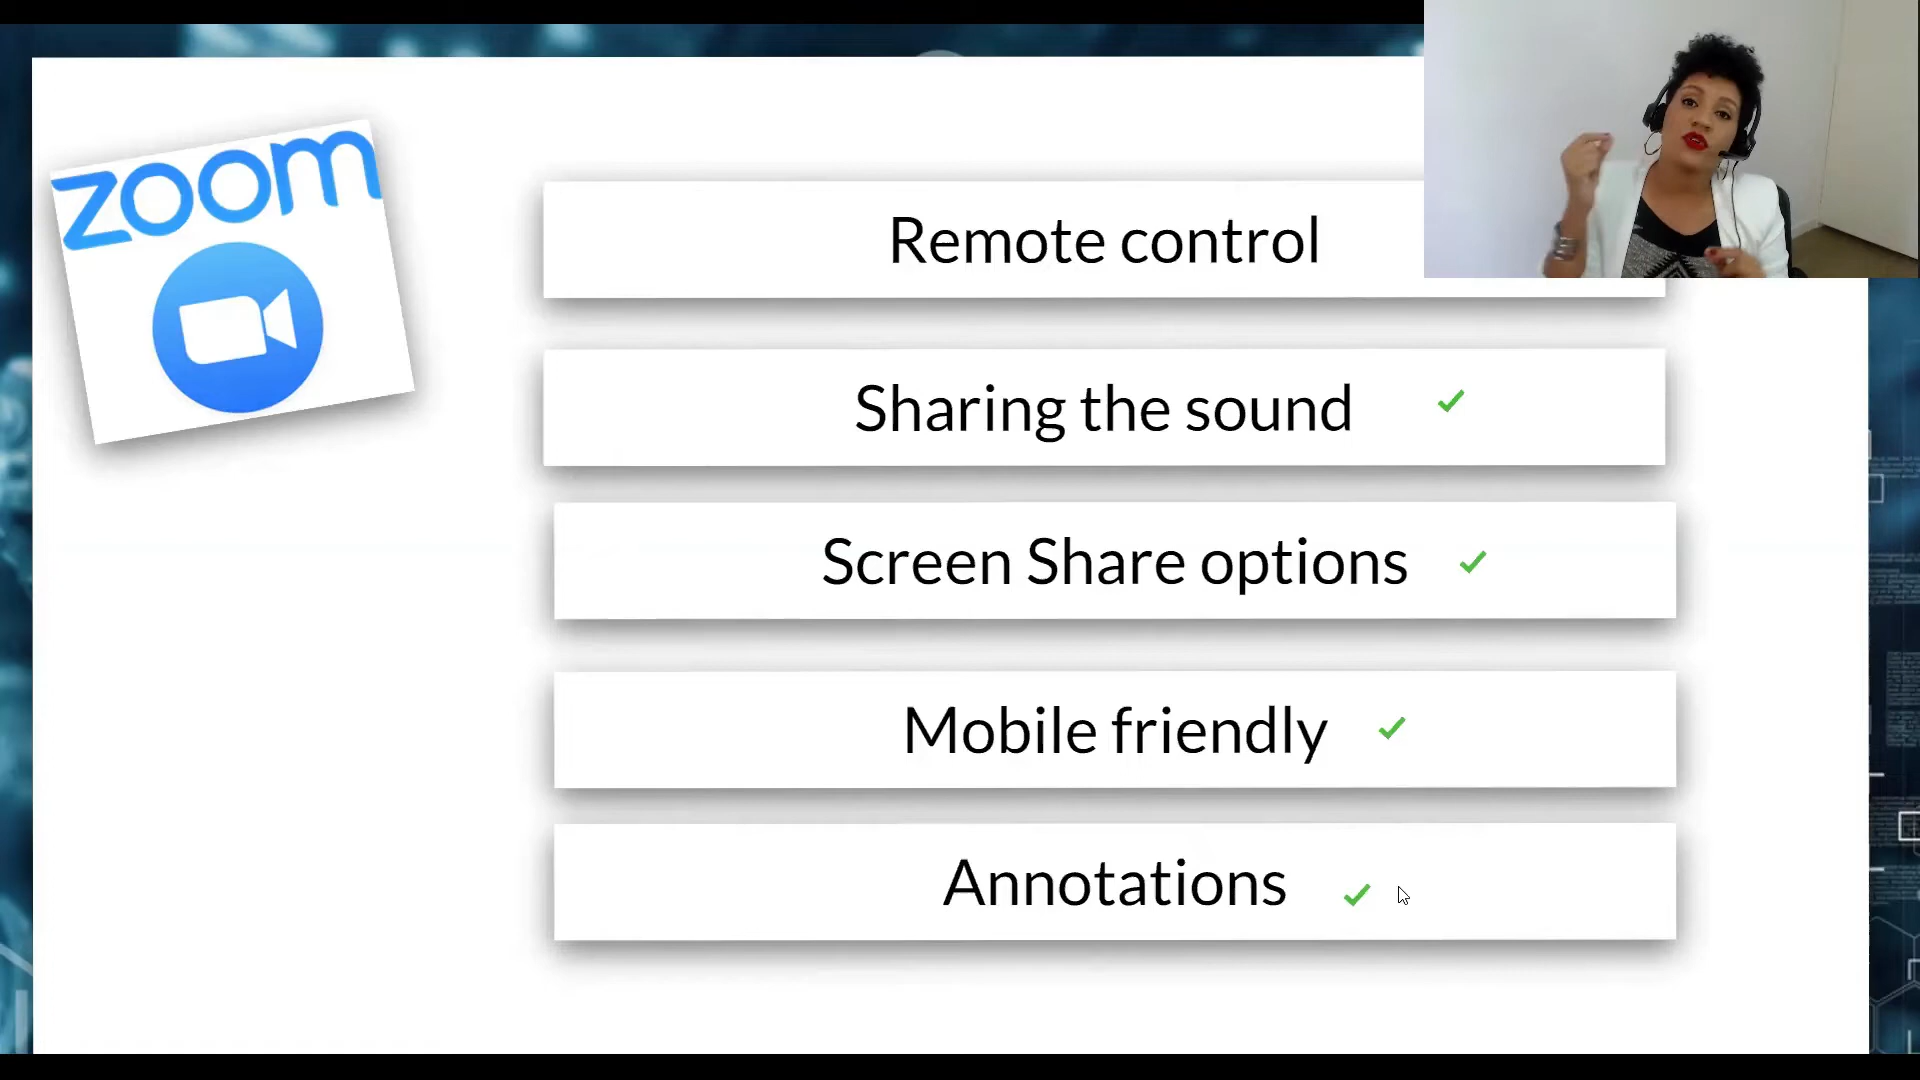 zoom
Remote control
Sharing the sound
Screen Share options
Mobile friendly
Annotations